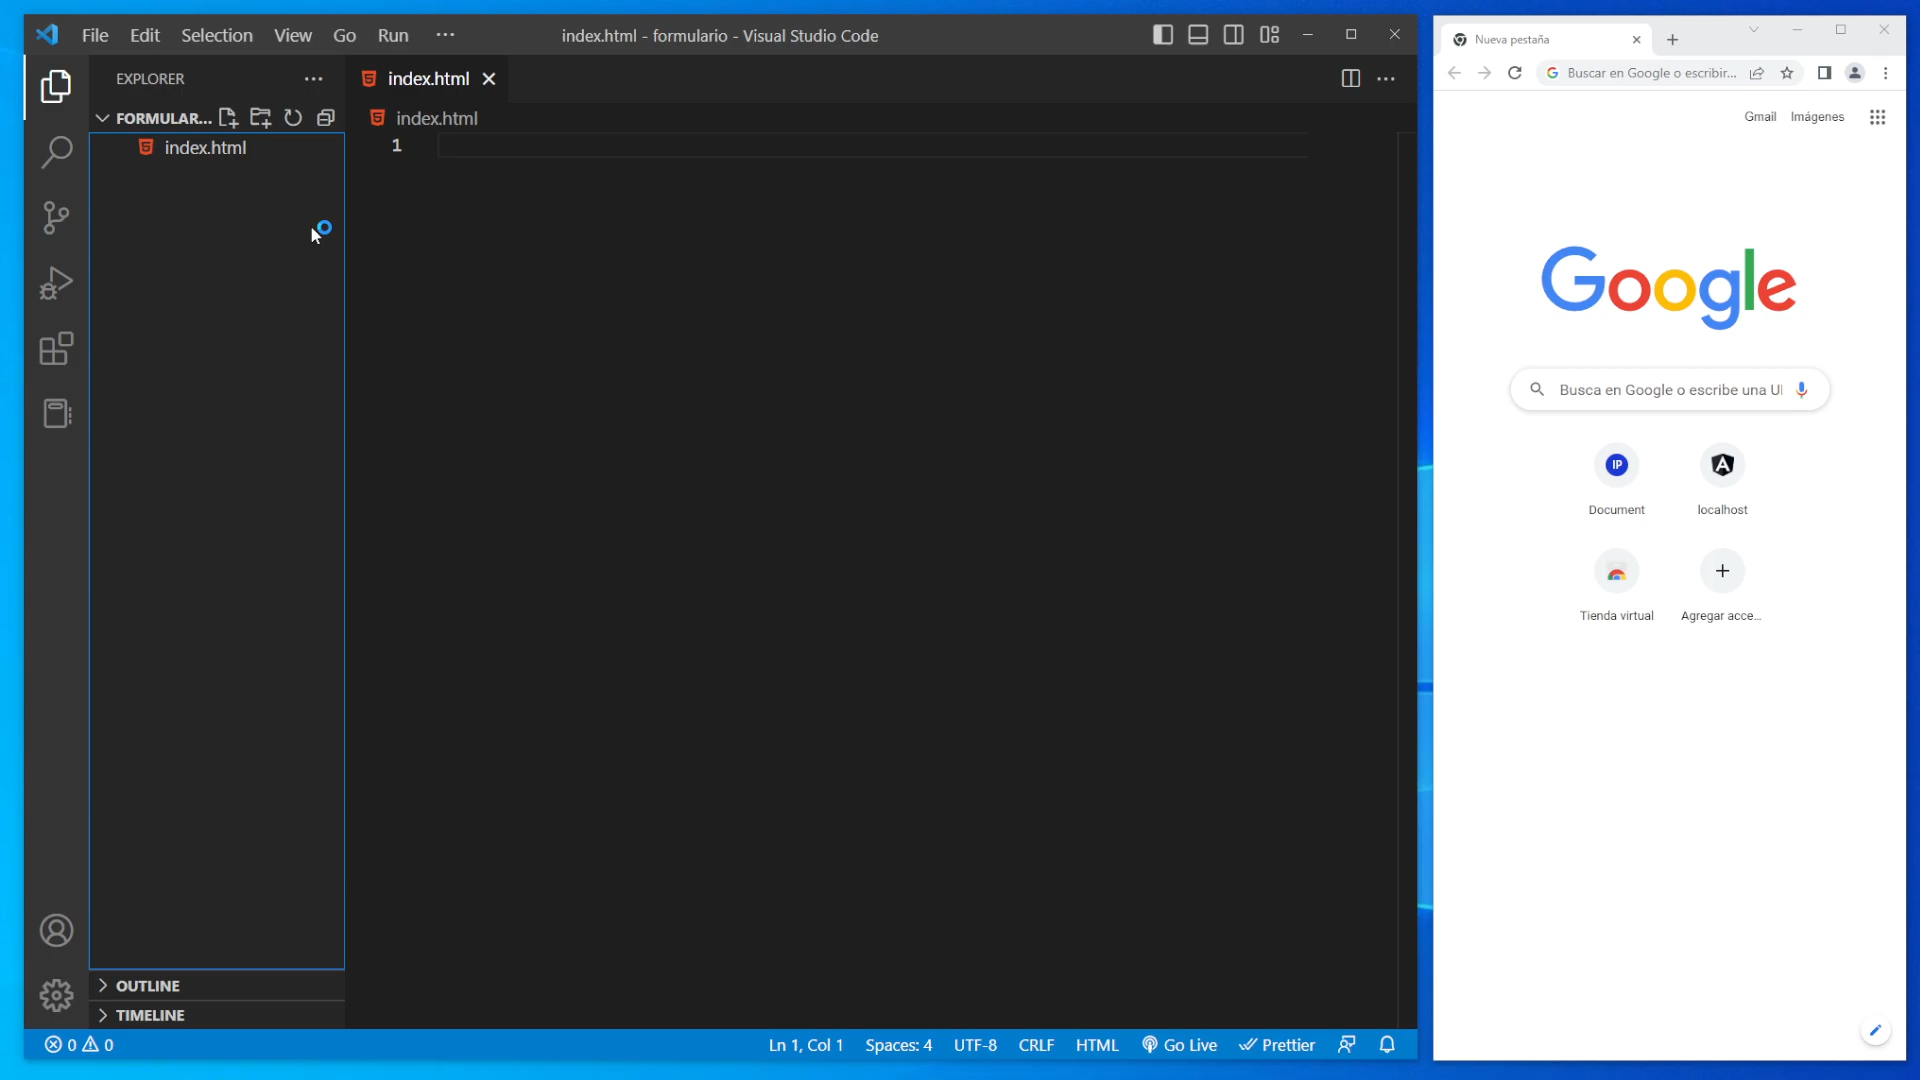 File Edit Selection View Go Run ···
index.html - formulario - Visual Studio Code
EXPLORER ···
index.html
FORMULAR...
index.html
index.html
1
OUTLINE
TIMELINE
0 0
Ln 1, Col 1 Spaces: 4 UTF-8 CRLF HTML Go Live Prettier
Nueva pestaña
Buscar en Google o escribir...
Gmail Imágenes
Google
Busca en Google o escribe una U
IP
Document
localhost
Tienda virtual
Agregar acce...